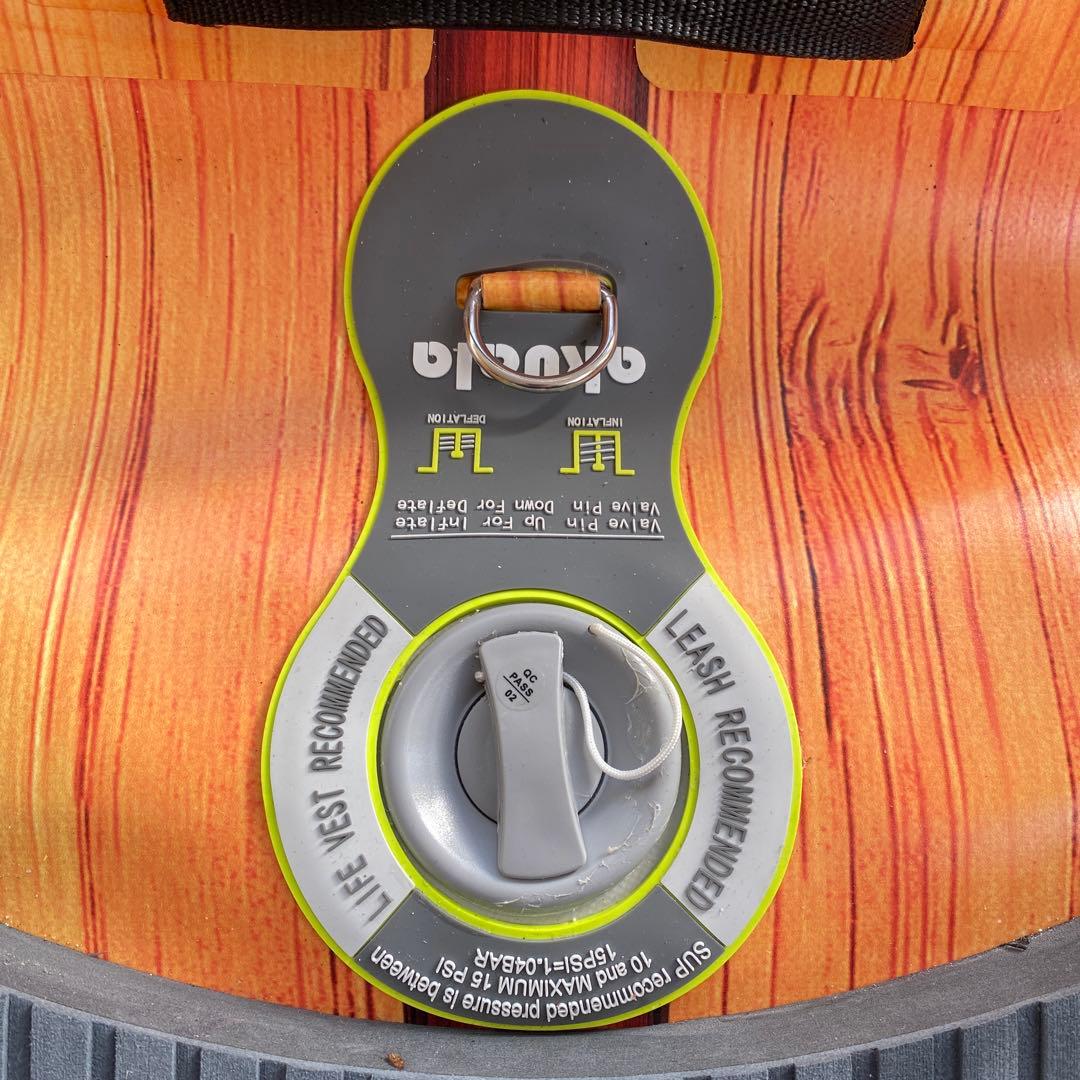 SUP recommended pressure is between
10 and MAXIMUM 15 PSI
15PSI=1.04BAR
LEASH RECOMMENDED
LIFE VEST RECOMMENDED
QC
PASS
02
Valve Pin Up For Inflate
Valve Pin Down For Deflate
INFLATION
DEFLATION
akuala